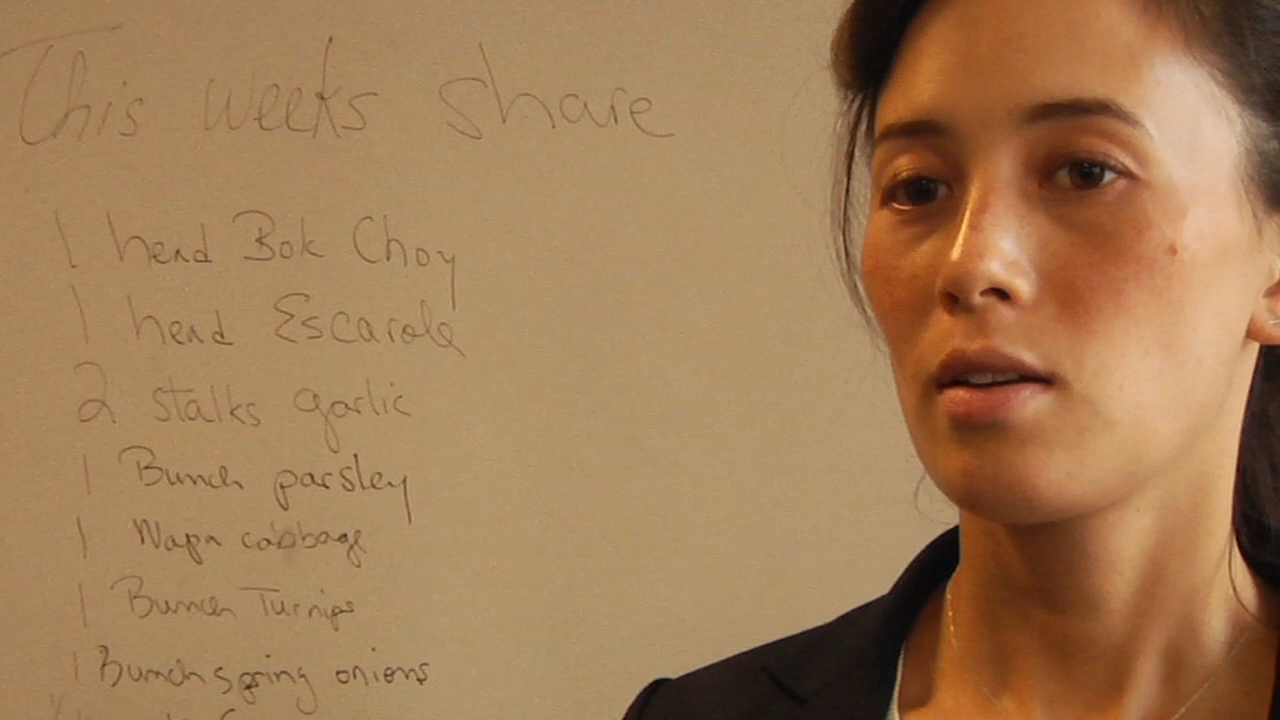 This weeks share
1 head Bok Choy
1 head Escarole
2 stalks garlic
1 Bunch parsley
1 Napa cabbage
1 Bunch Turnips
1 Bunch spring onions